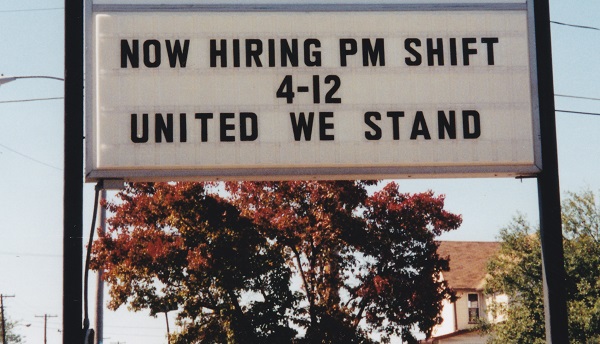 NOW HIRING PM SHIFT
4-12
UNITED WE STAND